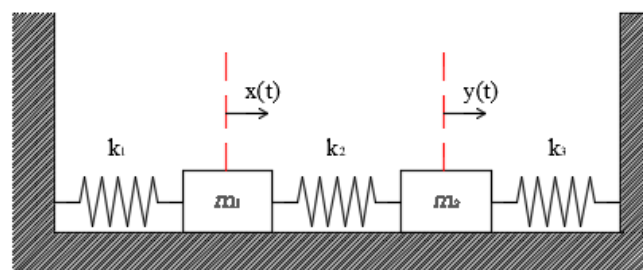 x(t) y(t)
k₁ k₂ k₃
m₁ m₂